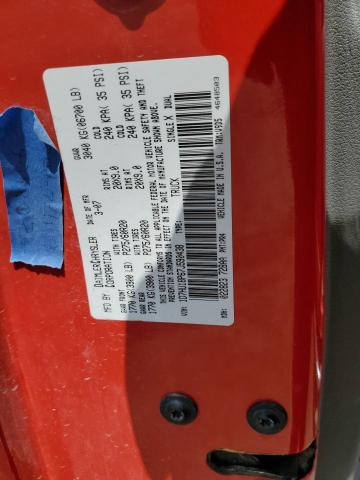 MFD BY DAIMLERCHRYSLER CORPORATION
DATE OF MFR 3-07
GVWR 3040 KG(06700 LB)
GAWR FRONT WITH TIRES RIMS AT COLD
1770 KG(3900 LB) P275/60R20 20X9.0 240 KPA( 35 PSI)
GAWR REAR WITH TIRES RIMS AT COLD
1770 KG(3900 LB) P275/60R20 20X9.0 240 KPA( 35 PSI)
THIS VEHICLE CONFORMS TO ALL APPLICABLE FEDERAL MOTOR VEHICLE SAFETY AND THEFT
PREVENTION STANDARDS IN EFFECT ON THE DATE OF MANUFACTURE SHOWN ABOVE.
TYPE: TRUCK SINGLE X DUAL
VEHICLE MADE IN U.S.A.
4648503